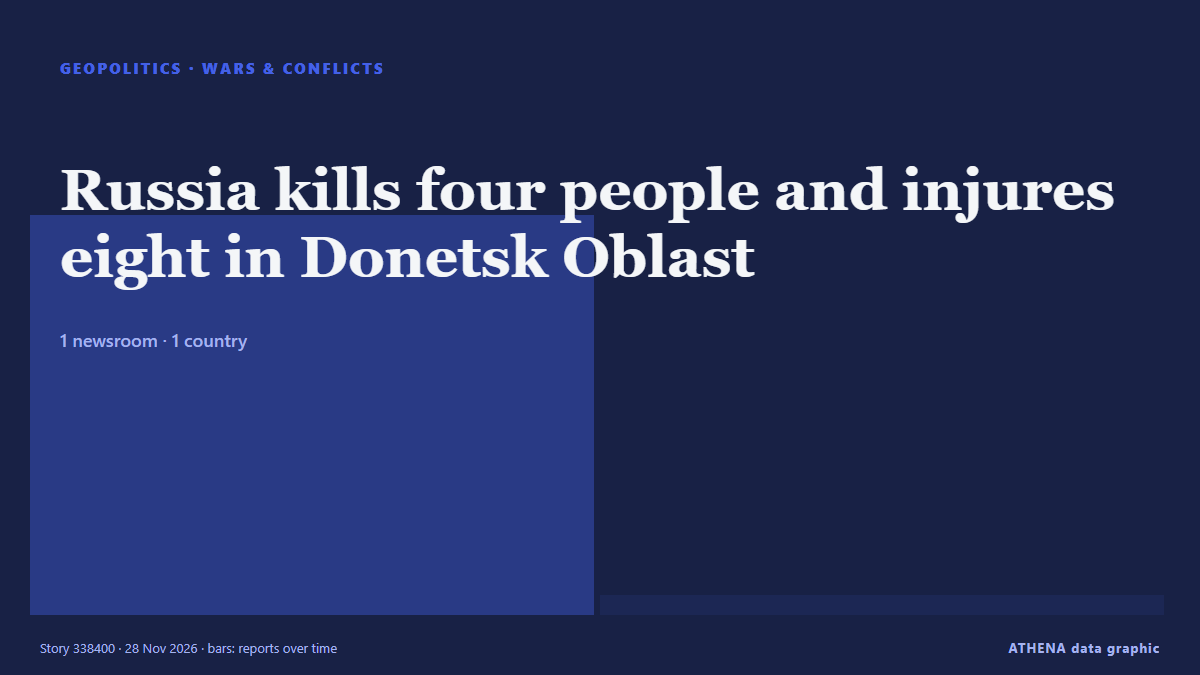 GEOPOLITICS · WARS & CONFLICTS
Russia kills four people and injures
eight in Donetsk Oblast
1 newsroom · 1 country
Story 338400 · 28 Nov 2026 · bars: reports over time
ATHENA data graphic